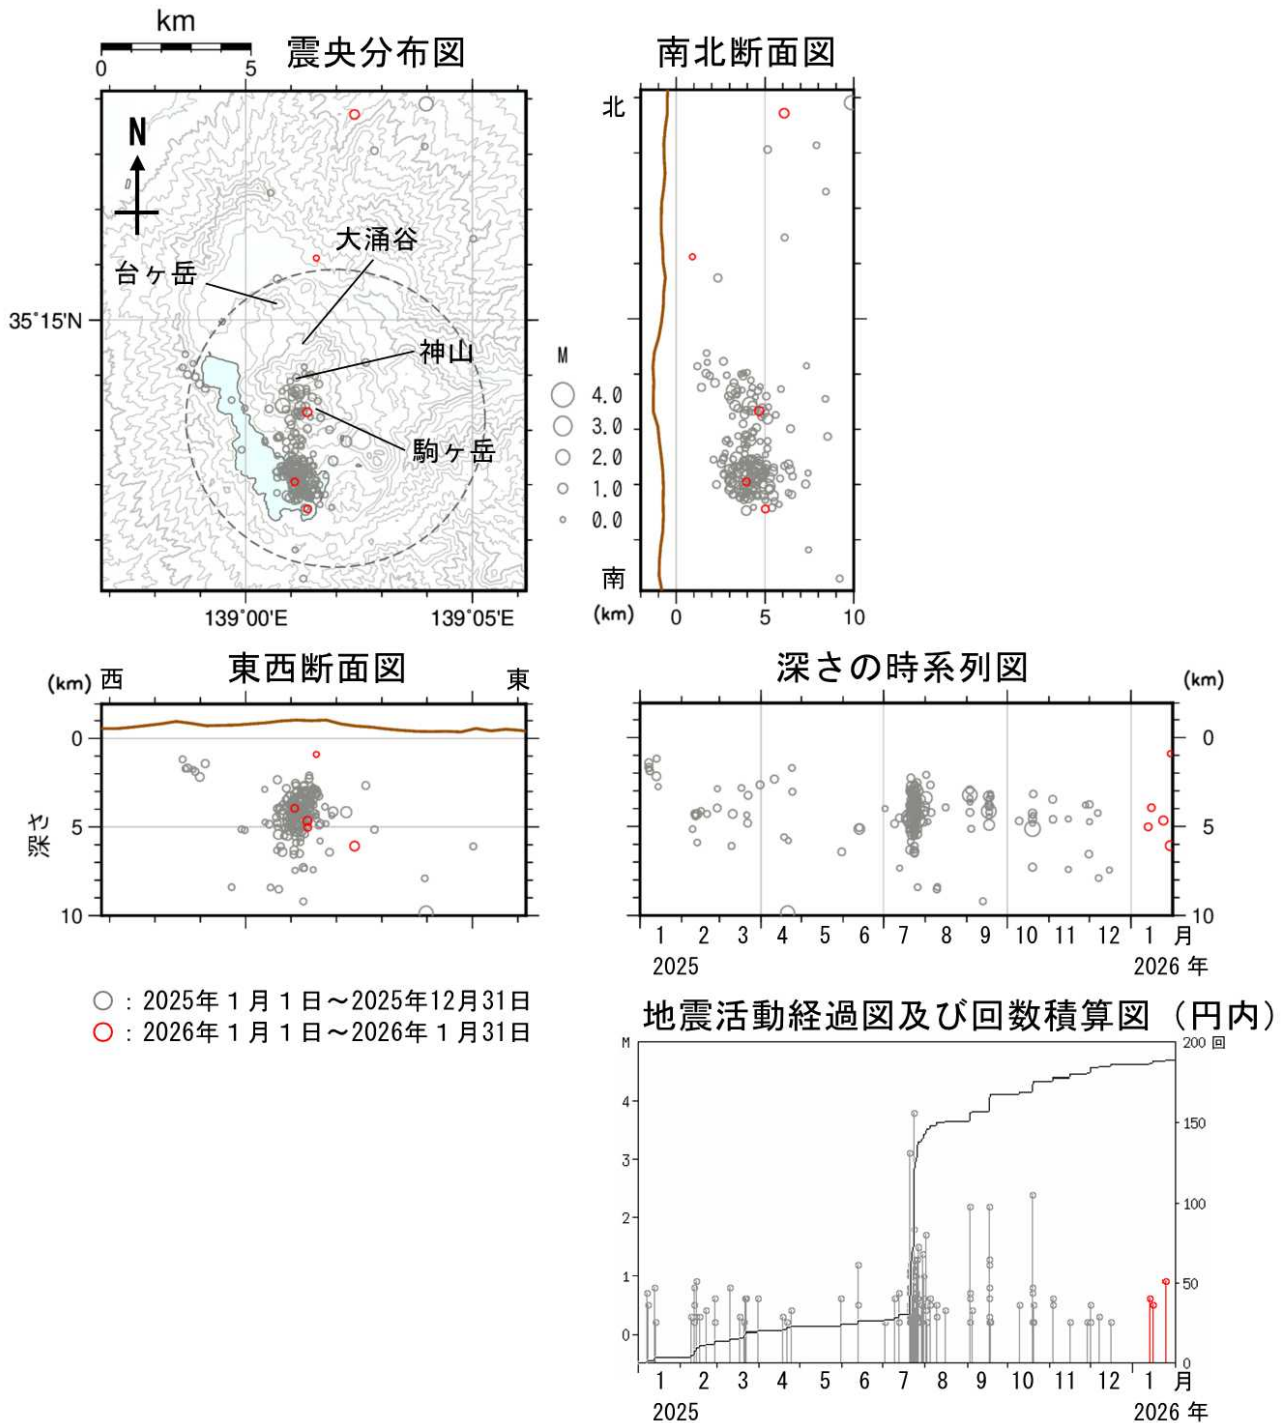 km
0 5
震央分布図
N
大涌谷
台ヶ岳
神山
駒ヶ岳
35°15'N
139°00'E 139°05'E
M
4.0
3.0
2.0
1.0
0.0
南北断面図
北
南
(km) 0 5 10
東西断面図
(km) 西 東
0
5
10
深さ
深さの時系列図
(km)
0
5
10
1 2 3 4 5 6 7 8 9 10 11 12 1 月
2025 2026 年
○ : 2025年1月1日～2025年12月31日
○ : 2026年1月1日～2026年1月31日
地震活動経過図及び回数積算図（円内）
M 200 回
4
150
3
2
100
1
50
0
0
1 2 3 4 5 6 7 8 9 10 11 12 1 月
2025 2026 年